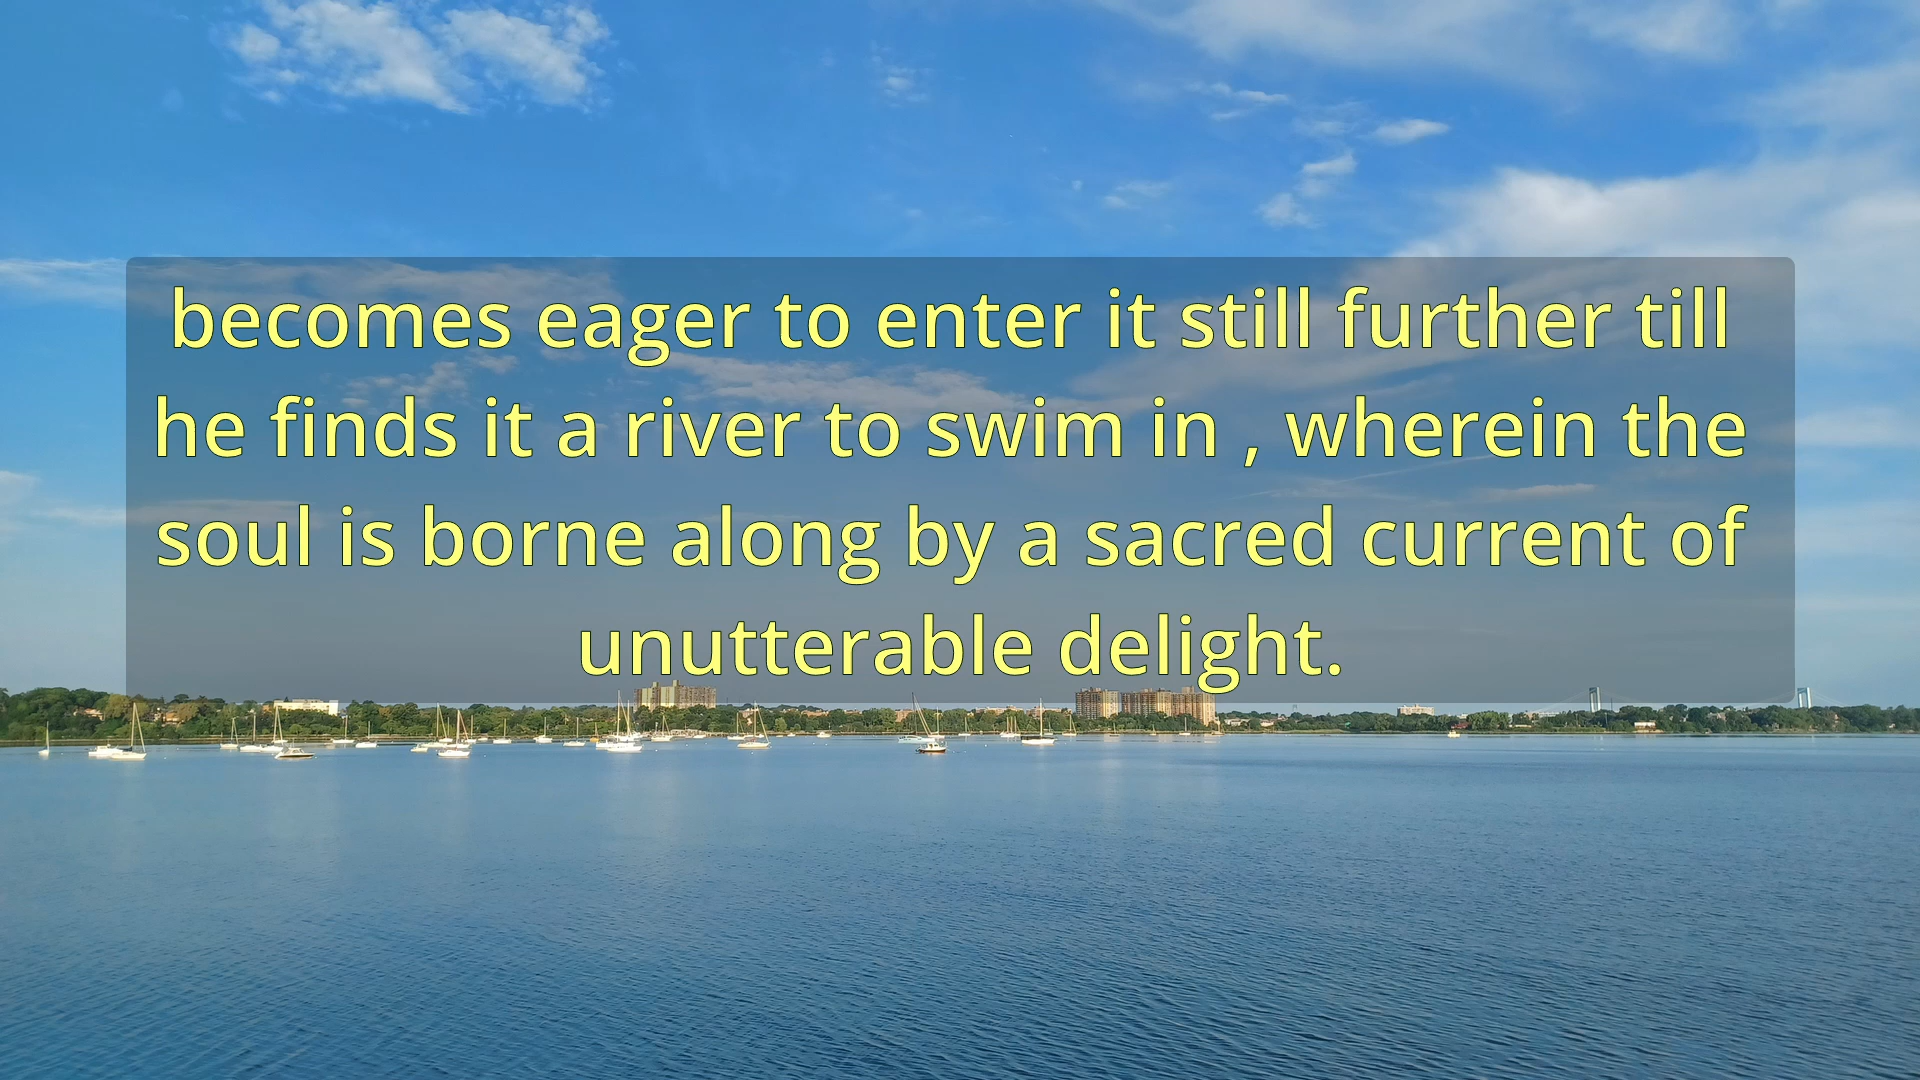 becomes eager to enter it still further till
he finds it a river to swim in , wherein the
soul is borne along by a sacred current of
unutterable delight.